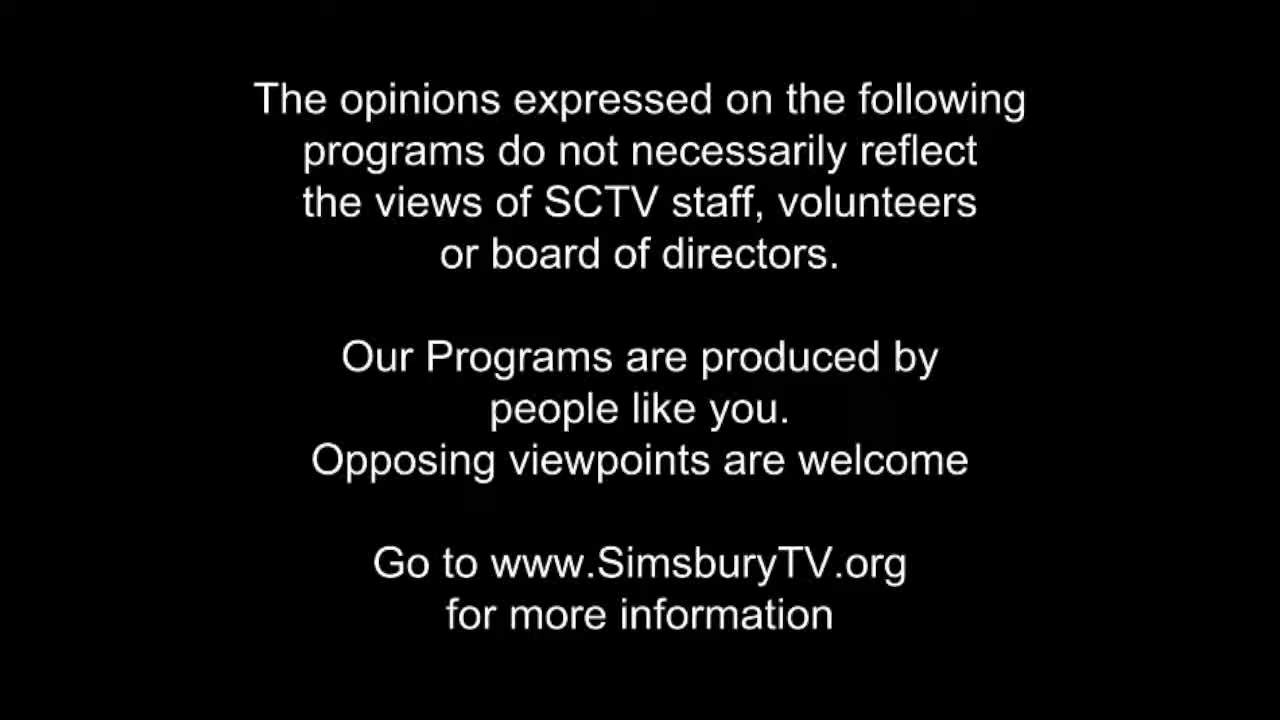 The opinions expressed on the following
programs do not necessarily reflect
the views of SCTV staff, volunteers
or board of directors.
Our Programs are produced by
people like you.
Opposing viewpoints are welcome
Go to www.SimsburyTV.org
for more information